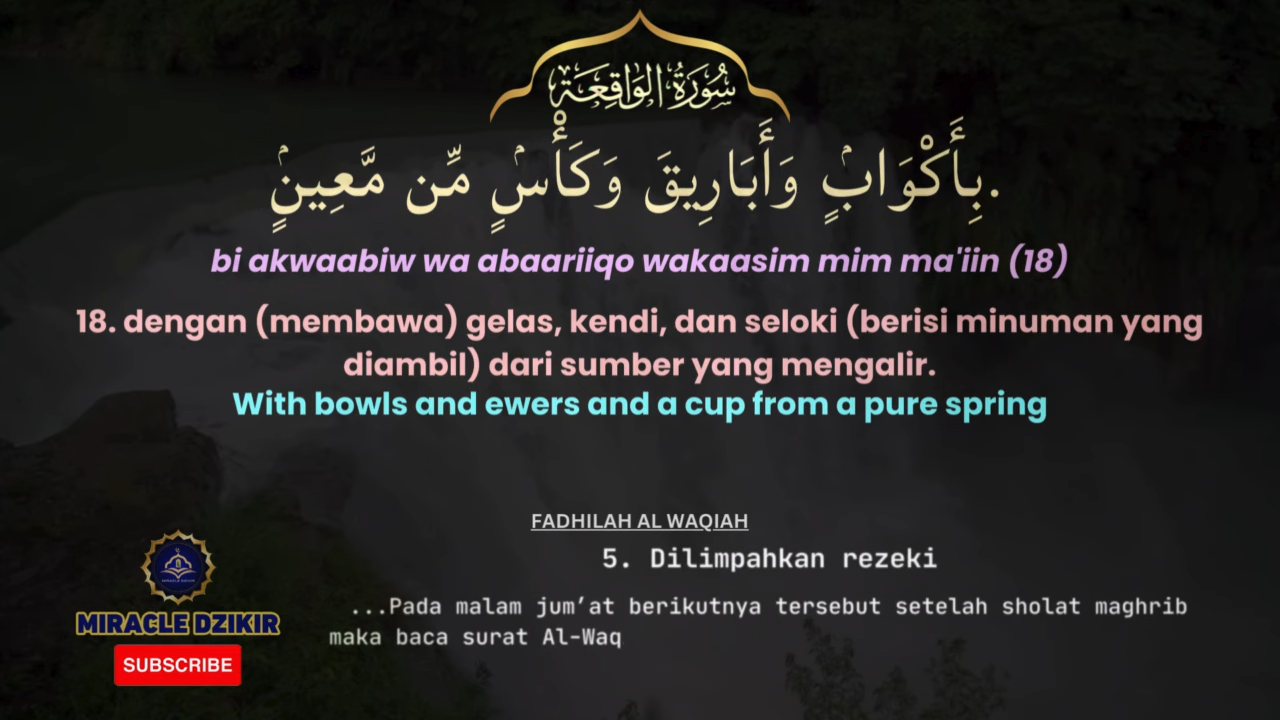 سُورَةُ الوَاقِعَة
بِأَكْوَابٍۢ وَأَبَارِيقَ وَكَأْسٍۢ مِّن مَّعِينٍۢ.
bi akwaabiw wa abaariiqo wakaasim mim ma'iin (18)
18. dengan (membawa) gelas, kendi, dan seloki (berisi minuman yang
diambil) dari sumber yang mengalir.
With bowls and ewers and a cup from a pure spring
FADHILAH AL WAQIAH
5. Dilimpahkan rezeki
...Pada malam jum’at berikutnya tersebut setelah sholat maghrib
maka baca surat Al-Waq
MIRACLE DZIKIR
SUBSCRIBE